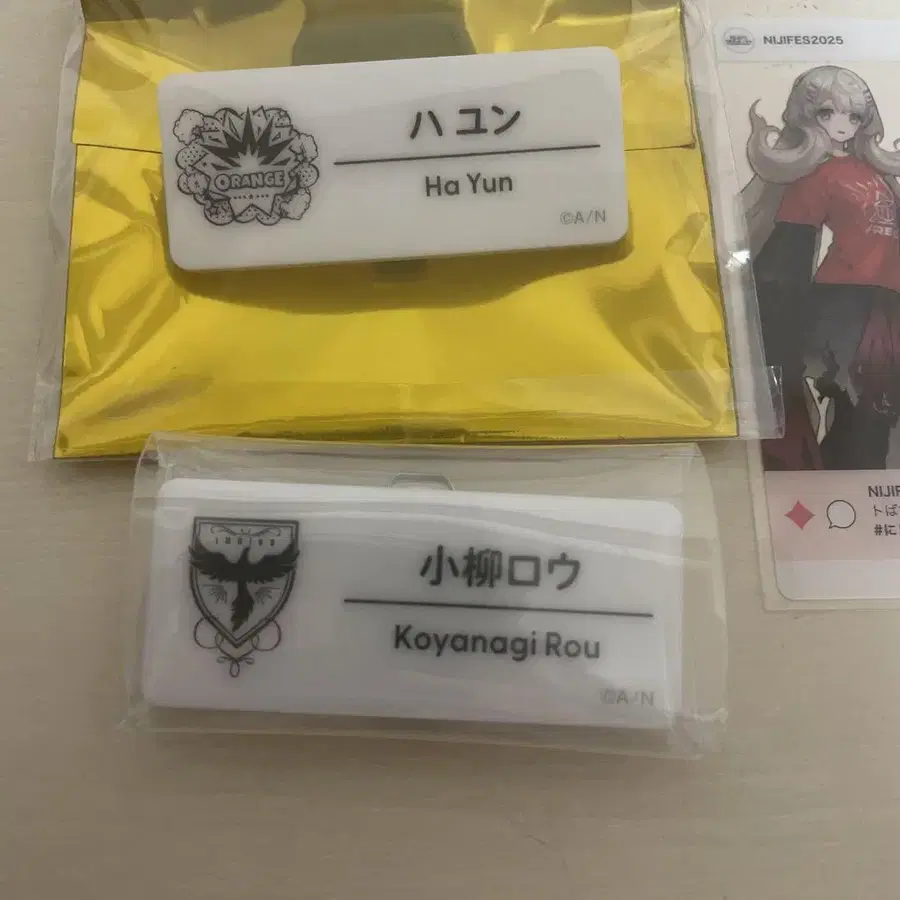 ORANGE
ハ ユン
Ha Yun
©A/N
NIJIFES2025
小柳ロウ
Koyanagi Rou
©A/N